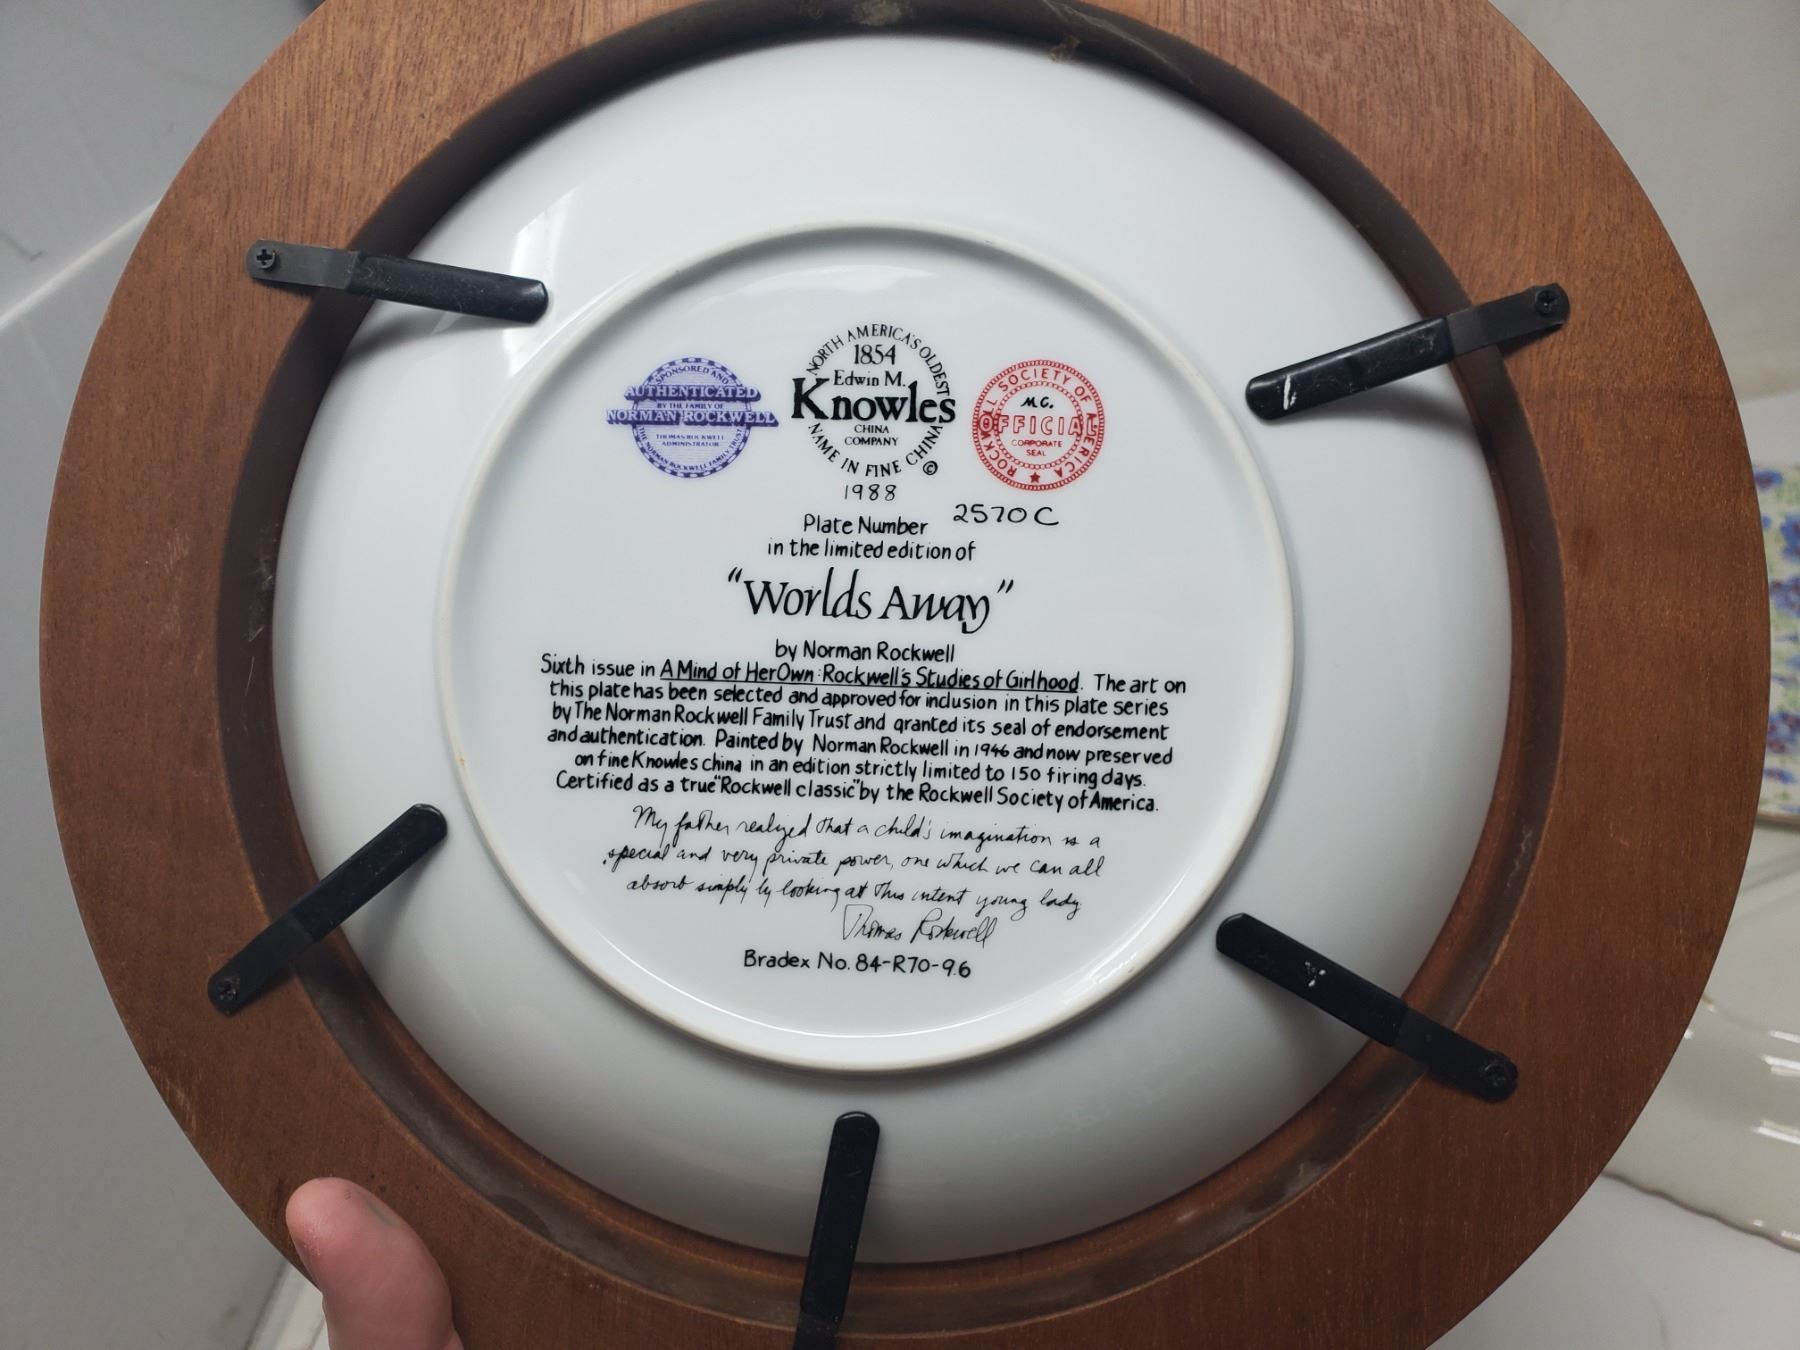 SPONSORED AND
AUTHENTICATED
BY THE FAMILY OF
NORMAN ROCKWELL
THOMAS ROCKWELL
ADMINISTRATOR
THE NORMAN ROCKWELL FAMILY TRUST
NORTH AMERICA'S OLDEST
1854
Edwin M.
Knowles
CHINA
COMPANY
NAME IN FINE CHINA
©
1988
ROCKWELL SOCIETY OF AMERICA
M.G.
OFFICIAL
CORPORATE
SEAL
Plate Number 2570C
in the limited edition of
"Worlds Away"
by Norman Rockwell
Sixth issue in A Mind of Her Own: Rockwell's Studies of Girlhood. The art on
this plate has been selected and approved for inclusion in this plate series
by The Norman Rockwell Family Trust and granted its seal of endorsement
and authentication. Painted by Norman Rockwell in 1946 and now preserved
on fine Knowles china in an edition strictly limited to 150 firing days.
Certified as a true "Rockwell classic" by the Rockwell Society of America.
My father realized that a child's imagination is a
special and very private power, one which we can all
absorb simply by looking at this intent young lady.
Thomas Rockwell
Bradex No. 84-R70-9.6